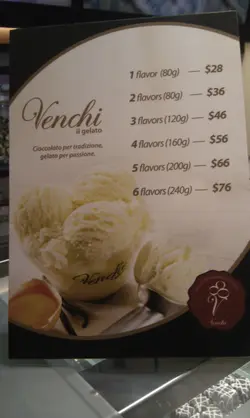 Venchi
il gelato
Cioccolato per tradizione,
gelato per passione.
1 flavor (80g) — $28
2 flavors (80g) — $36
3 flavors (120g) — $46
4 flavors (160g) — $56
5 flavors (200g) — $66
6 flavors (240g) — $76
Venchi